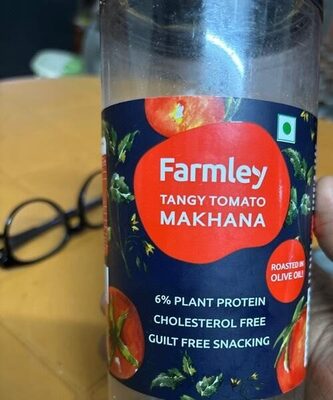 Farmley
TANGY TOMATO
MAKHANA
ROASTED IN
OLIVE OIL!
6% PLANT PROTEIN
CHOLESTEROL FREE
GUILT FREE SNACKING